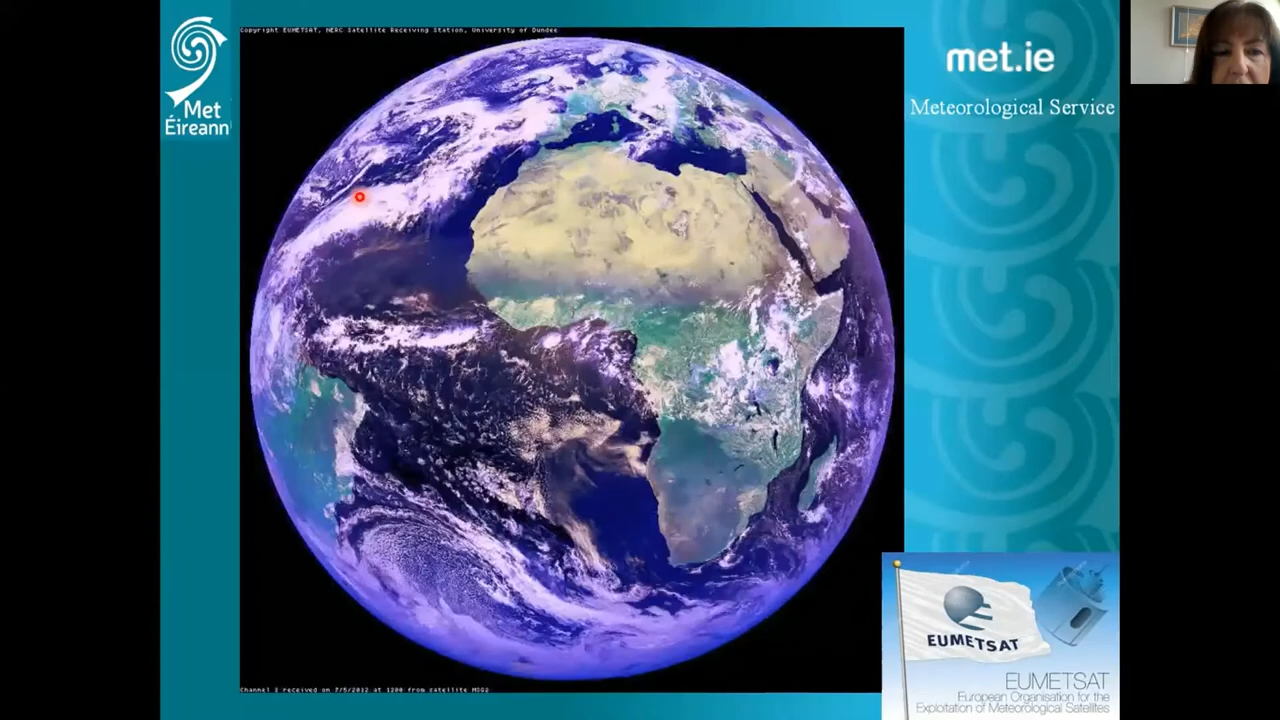 Copyright EUMETSAT, NERC Satellite Receiving Station, University of Dundee
Met
Éireann
met.ie
Meteorological Service
EUMETSAT
EUMETSAT
European Organisation for the
Exploitation of Meteorological Satellites
Channel 2 received on 7/5/2012 at 1200 from satellite MSG2